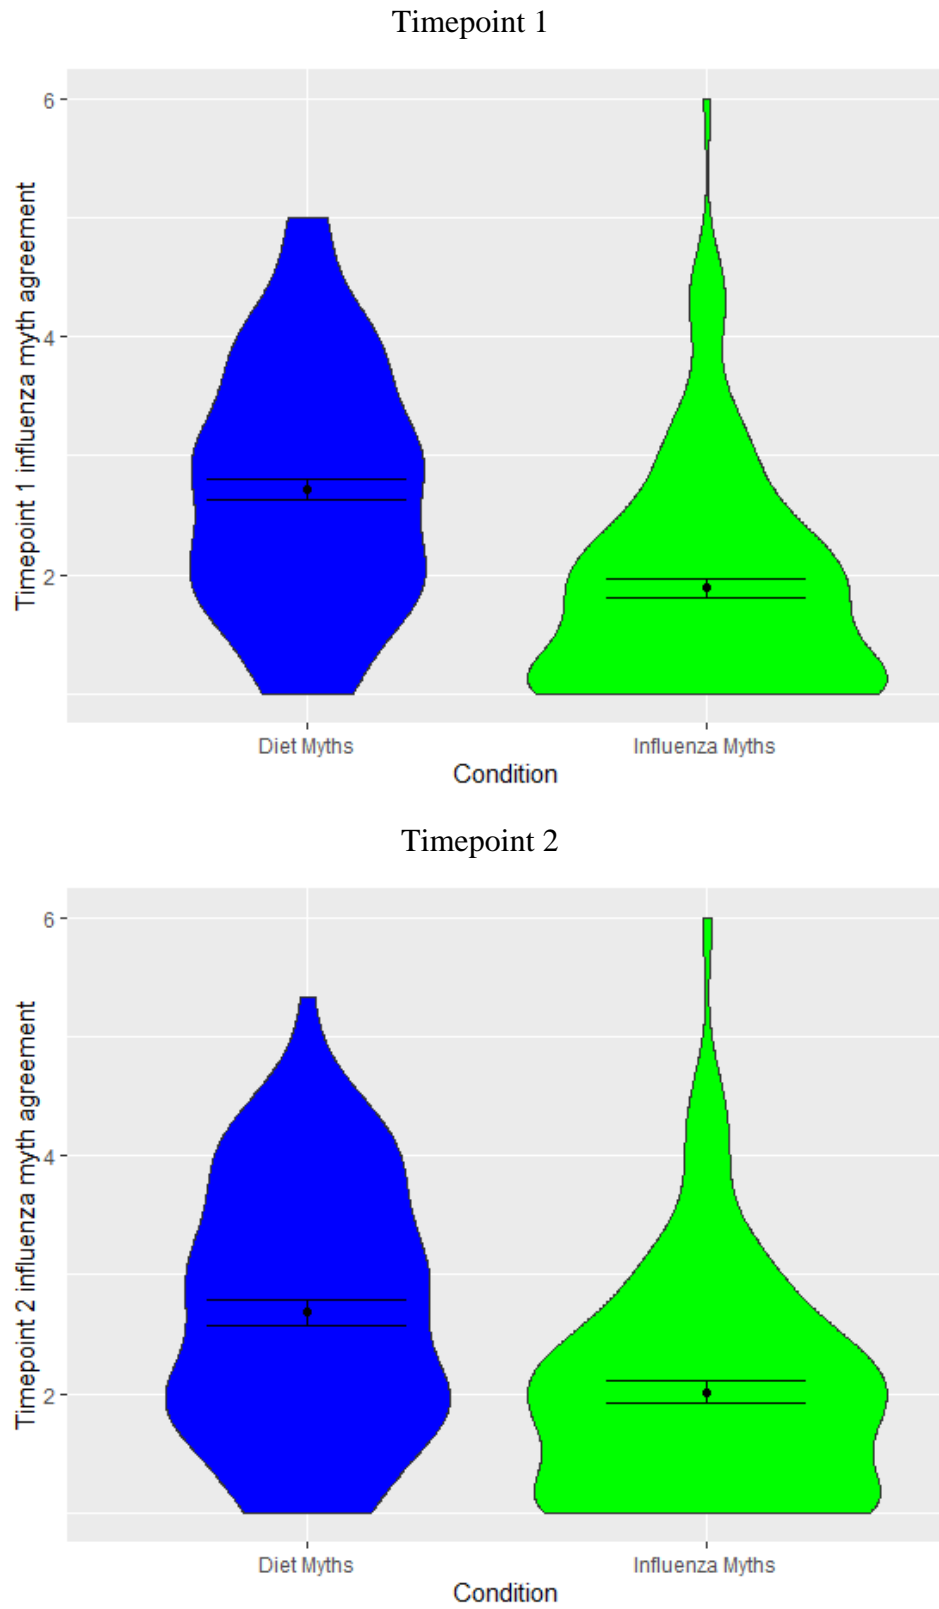 Timepoint 1
Timepoint 1 influenza myth agreement
6
4
2
Diet Myths Influenza Myths
Condition
Timepoint 2
Timepoint 2 influenza myth agreement
6
4
2
Diet Myths Influenza Myths
Condition